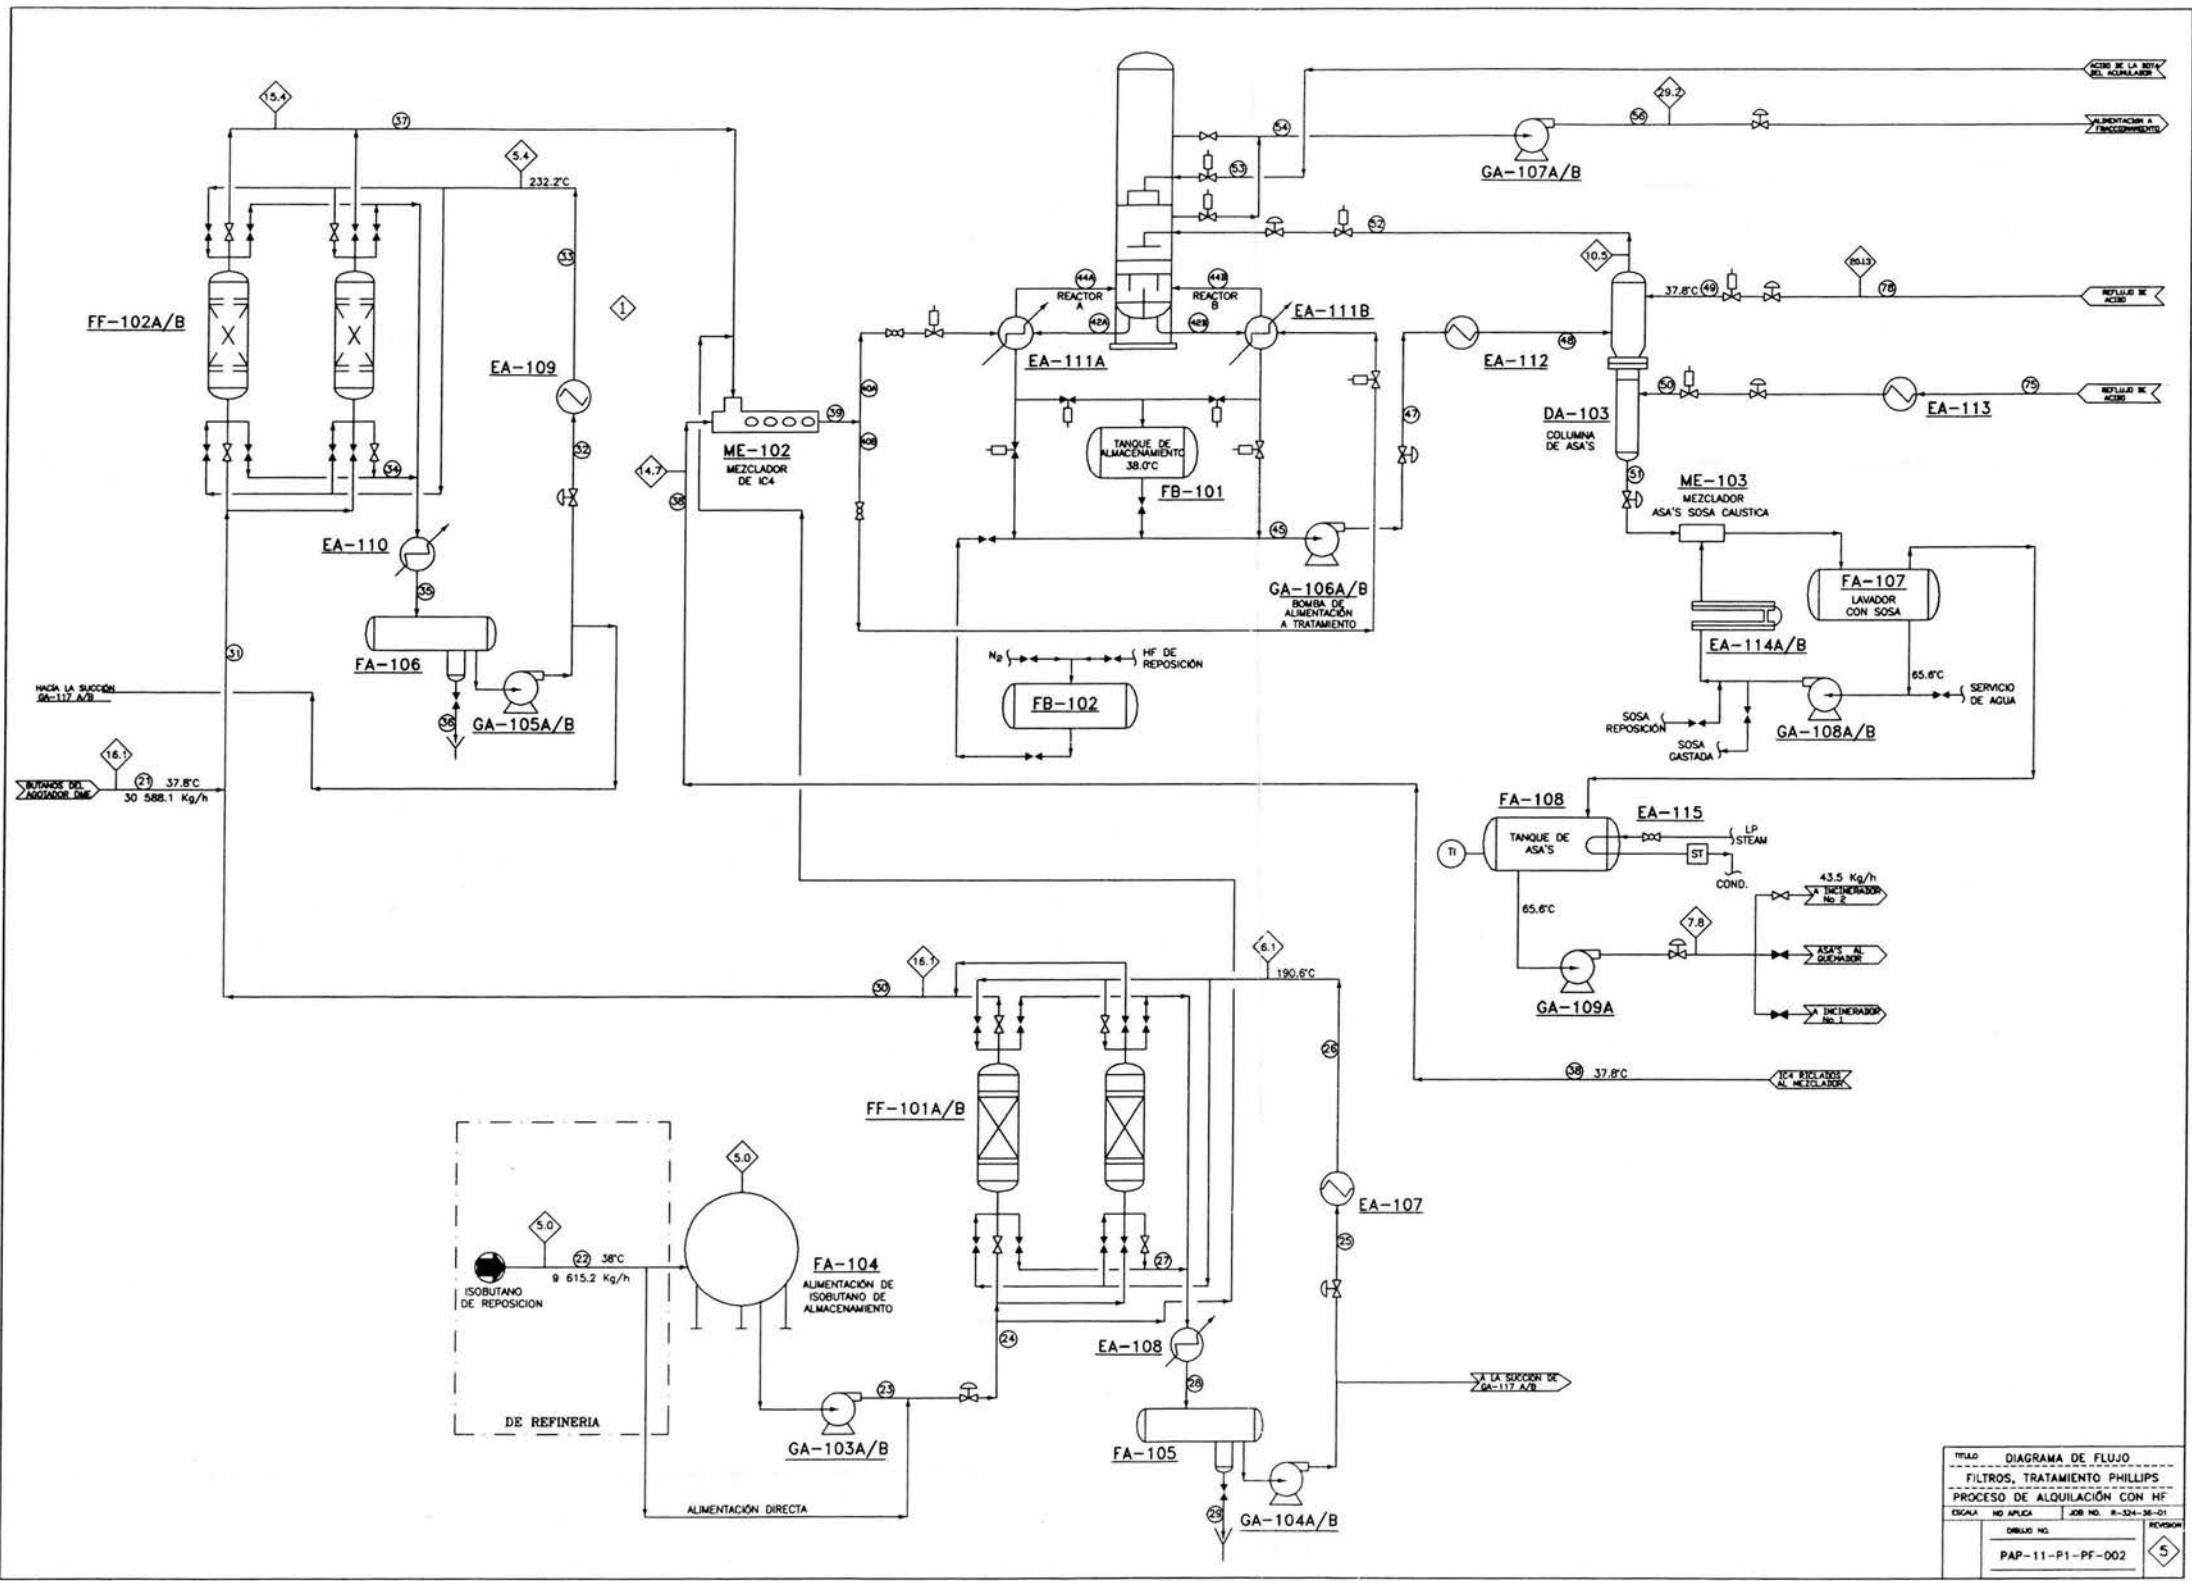 15.4
37
5.4
232.2°C
33
1
FF-102A/B
EA-109
32
34
EA-110
35
FA-106
36
GA-105A/B
31
HACIA LA SUCCIÓN
GA-117 A/B
16.1
BUTANOS DEL
AGOTADOR DME
21
37.8°C
30 588.1 Kg/h
ACIDO DE LA BOTA
DEL ACUMULADOR
29.2
54
56
ALIMENTACION A
FRACCIONAMIENTO
GA-107A/B
53
52
10.5
37.8°C
49
78
REFLUJO DE
ACIDO
44A
REACTOR
A
44B
REACTOR
B
42A
42B
EA-111B
EA-111A
EA-112
48
50
75
REFLUJO DE
ACIDO
EA-113
DA-103
COLUMNA
DE ASA'S
51
40A
40B
39
ME-102
MEZCLADOR
DE IC4
14.7
38
TANQUE DE
ALMACENAMIENTO
38.0°C
FB-101
47
45
GA-106A/B
BOMBA DE
ALIMENTACIÓN
A TRATAMIENTO
ME-103
MEZCLADOR
ASA'S SOSA CAUSTICA
FA-107
LAVADOR
CON SOSA
EA-114A/B
65.6°C
SERVICIO
DE AGUA
SOSA
REPOSICIÓN
SOSA
GASTADA
GA-108A/B
N2
HF DE
REPOSICIÓN
FB-102
FA-108
TANQUE DE
ASA'S
TI
EA-115
LP
STEAM
ST
COND.
65.6°C
43.5 Kg/h
A INCINERADOR
No 2
7.8
ASA'S AL
QUEMADOR
A INCINERADOR
No 1
GA-109A
38
37.8°C
IC4 RICLADOS
AL MEZCLADOR
16.1
30
6.1
190.6°C
26
FF-101A/B
EA-107
25
27
24
EA-108
28
A LA SUCCION DE
GA-117 A/B
FA-105
29
GA-104A/B
5.0
5.0
22
38°C
9 615.2 Kg/h
ISOBUTANO
DE REPOSICION
FA-104
ALIMENTACIÓN DE
ISOBUTANO DE
ALMACENAMIENTO
23
GA-103A/B
DE REFINERIA
ALIMENTACIÓN DIRECTA
TITULO DIAGRAMA DE FLUJO
FILTROS, TRATAMIENTO PHILLIPS
PROCESO DE ALQUILACIÓN CON HF
ESCALA NO APLICA JOB NO. R-324-36-01
DIBUJO NO.
REVISION
PAP-11-P1-PF-002
5